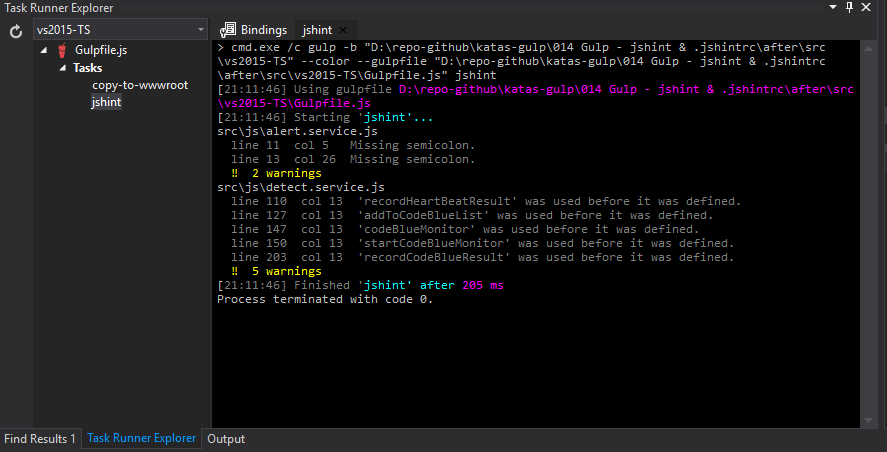 Task Runner Explorer
vs2015-TS
Gulpfile.js
Tasks
copy-to-wwwroot
jshint
Bindings
jshint
> cmd.exe /c gulp -b "D:\repo-github\katas-gulp\014 Gulp - jshint & .jshintrc\after\src
\vs2015-TS" --color --gulpfile "D:\repo-github\katas-gulp\014 Gulp - jshint & .jshintrc
\after\src\vs2015-TS\Gulpfile.js" jshint
[21:11:46] Using gulpfile D:\repo-github\katas-gulp\014 Gulp - jshint & .jshintrc\after\src
\vs2015-TS\Gulpfile.js
[21:11:46] Starting 'jshint'...
src\js\alert.service.js
line 11 col 5 Missing semicolon.
line 13 col 26 Missing semicolon.
‼ 2 warnings
src\js\detect.service.js
line 110 col 13 'recordHeartBeatResult' was used before it was defined.
line 127 col 13 'addToCodeBlueList' was used before it was defined.
line 147 col 13 'codeBlueMonitor' was used before it was defined.
line 150 col 13 'startCodeBlueMonitor' was used before it was defined.
line 203 col 13 'recordCodeBlueResult' was used before it was defined.
‼ 5 warnings
[21:11:46] Finished 'jshint' after 205 ms
Process terminated with code 0.
Find Results 1
Task Runner Explorer
Output